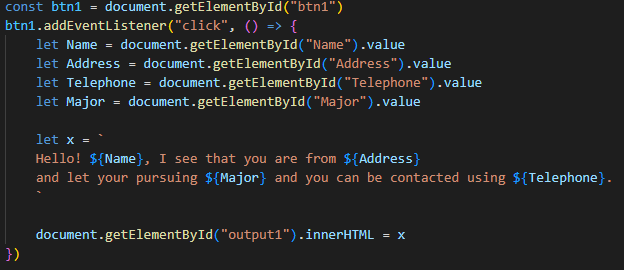 const btn1 = document.getElementById("btn1")
btn1.addEventListener("click", () => {
    let Name = document.getElementById("Name").value
    let Address = document.getElementById("Address").value
    let Telephone = document.getElementById("Telephone").value
    let Major = document.getElementById("Major").value

    let x = `
    Hello! ${Name}, I see that you are from ${Address}
    and let your pursuing ${Major} and you can be contacted using ${Telephone}.
    `

    document.getElementById("output1").innerHTML = x
})